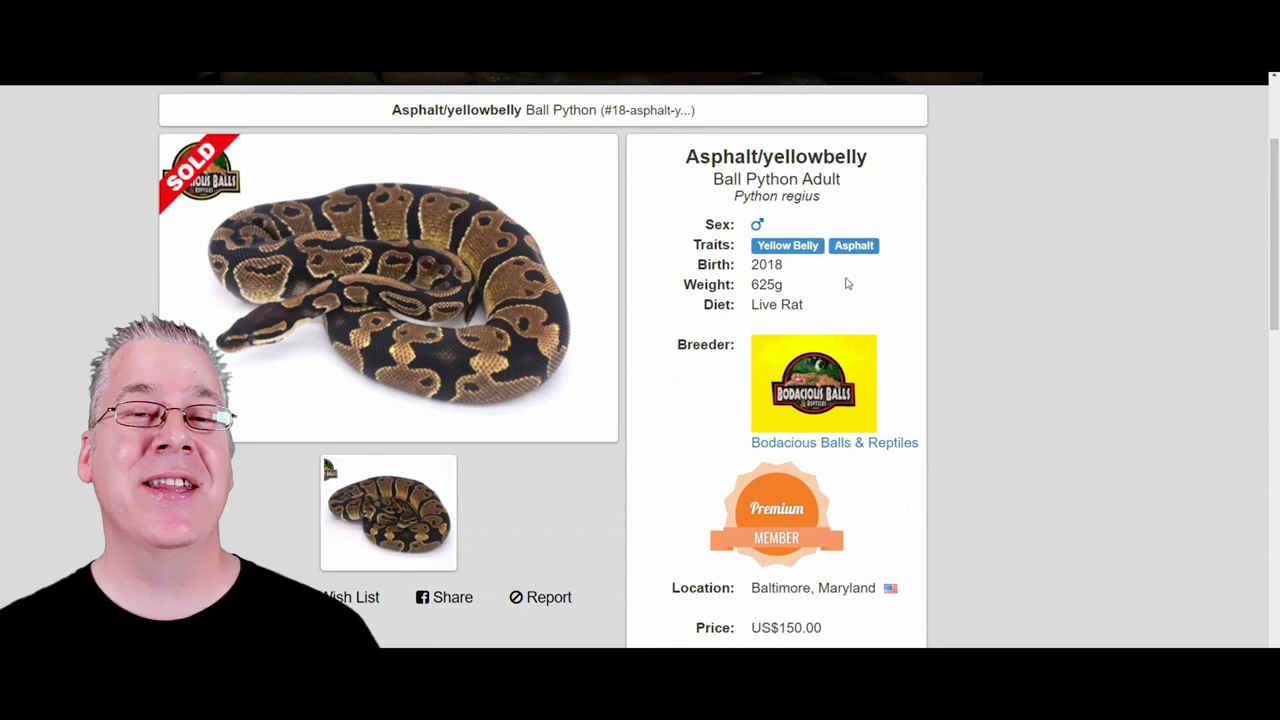 Asphalt/yellowbelly Ball Python (#18-asphalt-y...)
SOLD
Asphalt/yellowbelly
Ball Python Adult
Python regius
Sex: ♂
Traits: Yellow Belly Asphalt
Birth: 2018
Weight: 625g
Diet: Live Rat
Breeder:
BODACIOUS BALLS
& REPTILES
Bodacious Balls & Reptiles
Premium
MEMBER
Wish List Share Report
Location: Baltimore, Maryland
Price: US$150.00